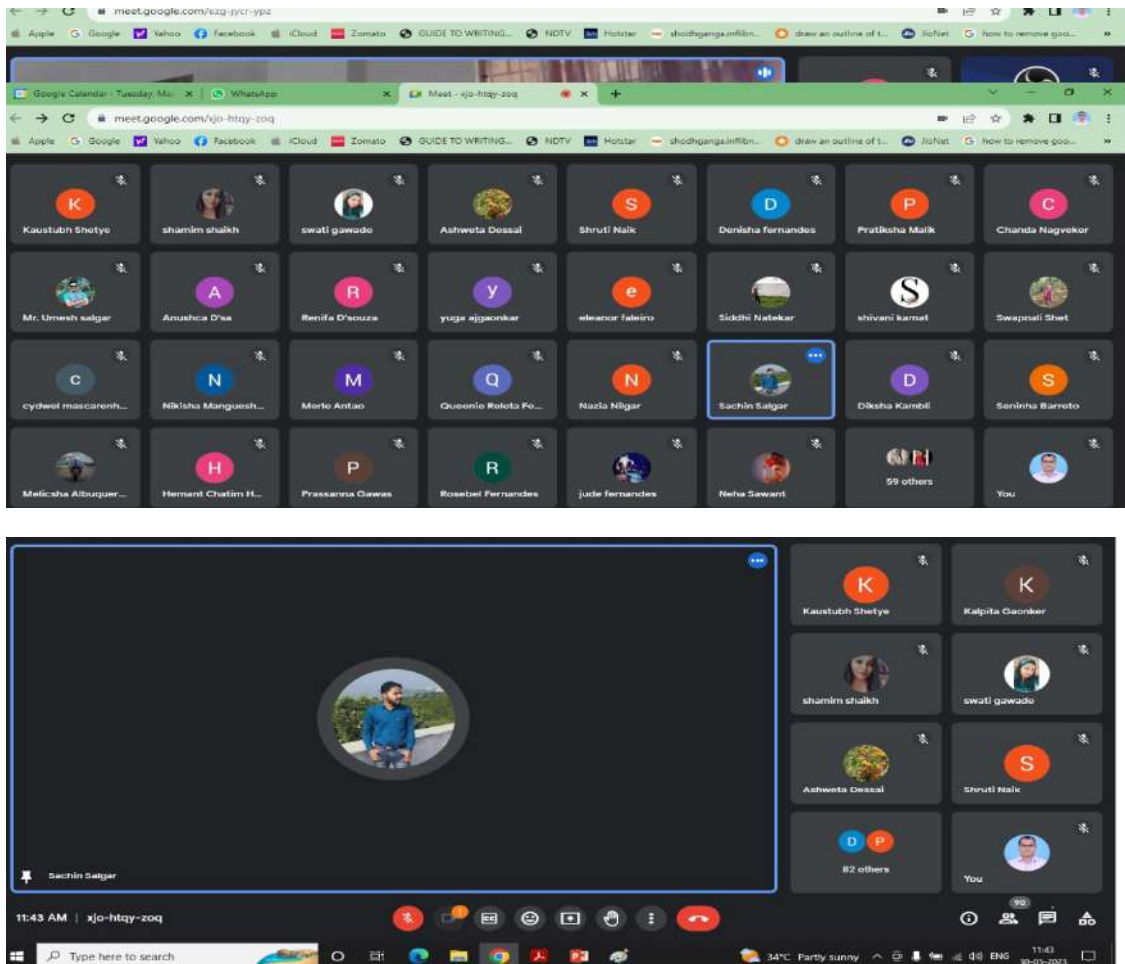 meet.google.com/ezg-jycr-ypz
Apple Google Yahoo Facebook iCloud Zomato GUIDE TO WRITING... NDTV Hotstar shodhganga.inflibn... draw an outline of t... JioNet how to remove goo... »
Google Calendar - Tuesday, Ma × WhatsApp × Meet - xjo-htqy-zoq × +
meet.google.com/xjo-htqy-zoq
Apple Google Yahoo Facebook iCloud Zomato GUIDE TO WRITING... NDTV Hotstar shodhganga.inflibn... draw an outline of t... JioNet how to remove goo... »
K S D P C
Kaustubh Shetye shamim shaikh swati gawade Ashweta Dessai Shruti Naik Denisha fernandes Pratiksha Malik Chanda Nagvekar
A R y e S
Mr. Umesh salgar Anushca D'sa Renifa D'souza yuga ajgaonkar eleanor faleiro Siddhi Natekar shivani kamat Swapnali Shet
c N M Q N D S
cydwel mascarenh... Nikisha Manguesh... Merle Antao Queenie Releta Fe... Nazia Nilgar Sachin Salgar Diksha Kambli Saninha Barreto
H P R
59 others
Melicsha Albuquer... Hemant Chatim H... Prassanna Gawas Rosebel Fernandes jude fernandes Neha Sawant You
K K
Kaustubh Shetye Kalpita Gaonker
shamim shaikh swati gawade
S
Ashweta Dessai Shruti Naik
D P
82 others
Sachin Salgar You
90
11:43 AM | xjo-htqy-zoq
Type here to search 34°C Partly sunny ENG 11:43
30-05-2023